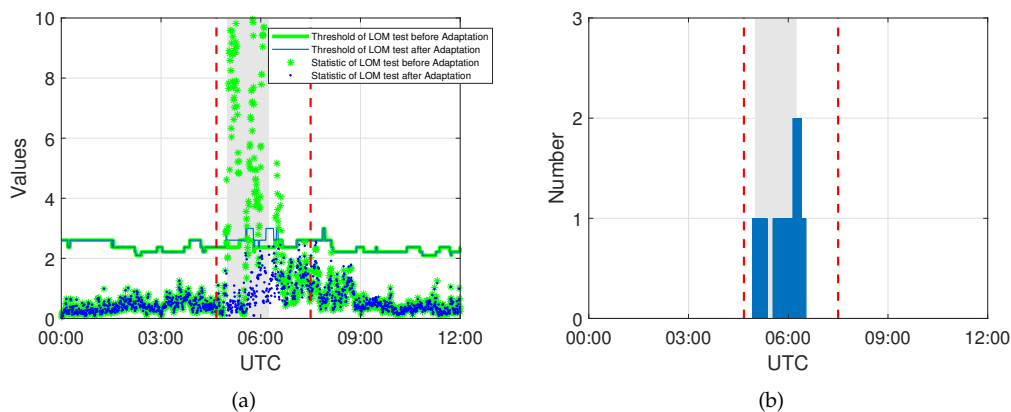 10
8
6
4
2
0
Values
00:00 03:00 06:00 09:00 12:00
UTC
Threshold of LOM test before Adaptation
Threshold of LOM test after Adaptation
Statistic of LOM test before Adaptation
Statistic of LOM test after Adaptation
(a)
3
2
1
0
Number
00:00 03:00 06:00 09:00 12:00
UTC
(b)